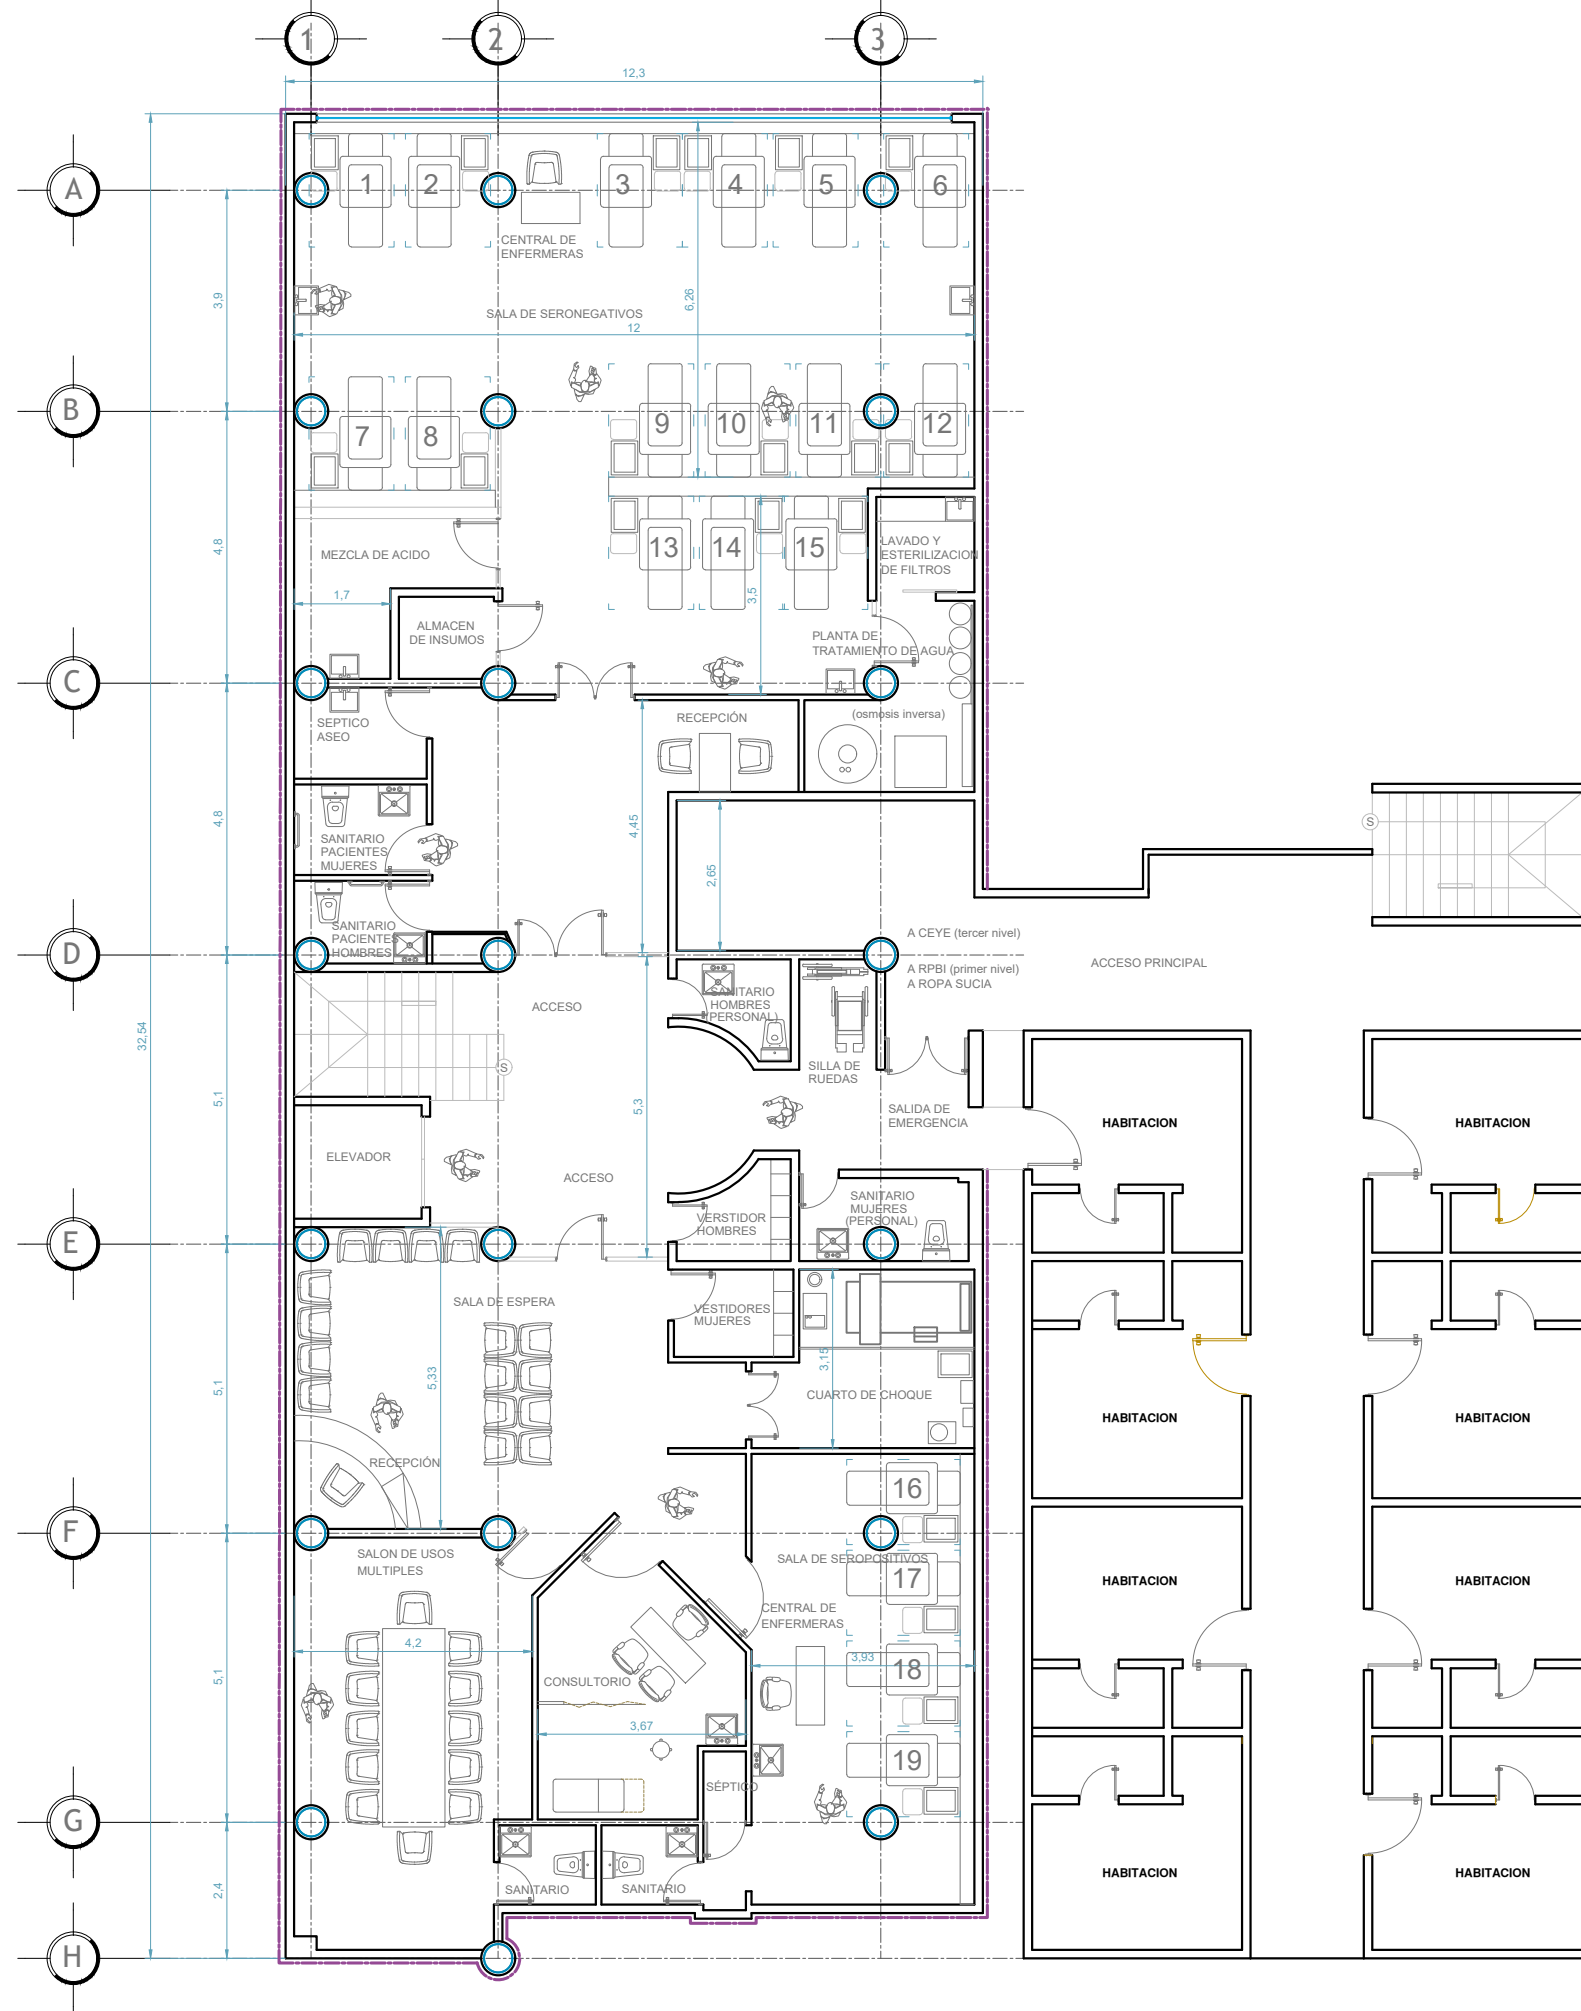 1
2
3
12,3
A
1
2
3
4
5
6
CENTRAL DE
ENFERMERAS
3,9
6,26
SALA DE SERONEGATIVOS
12
B
7
8
9
10
11
12
4,8
MEZCLA DE ACIDO
13
14
15
LAVADO Y
ESTERILIZACION
DE FILTROS
1,7
3,5
ALMACEN
DE INSUMOS
PLANTA DE
TRATAMIENTO DE AGUA
C
SEPTICO
ASEO
RECEPCIÓN
(osmosis inversa)
4,8
4,45
2,65
SANITARIO
PACIENTES
MUJERES
S
SANITARIO
PACIENTES
HOMBRES
D
A CEYE (tercer nivel)
A RPBI (primer nivel)
A ROPA SUCIA
ACCESO PRINCIPAL
ACCESO
SANITARIO
HOMBRES
(PERSONAL)
32,54
S
SILLA DE
RUEDAS
5,1
5,3
SALIDA DE
EMERGENCIA
HABITACION
HABITACION
ELEVADOR
ACCESO
SANITARIO
MUJERES
(PERSONAL)
VERSTIDOR
HOMBRES
E
SALA DE ESPERA
VESTIDORES
MUJERES
5,1
5,33
3,15
CUARTO DE CHOQUE
HABITACION
HABITACION
RECEPCIÓN
16
F
SALON DE USOS
MULTIPLES
SALA DE SEROPOSITIVOS
17
HABITACION
HABITACION
CENTRAL DE
ENFERMERAS
4,2
3,93
18
5,1
CONSULTORIO
3,67
19
SÉPTICO
G
HABITACION
HABITACION
2,4
SANITARIO
SANITARIO
H